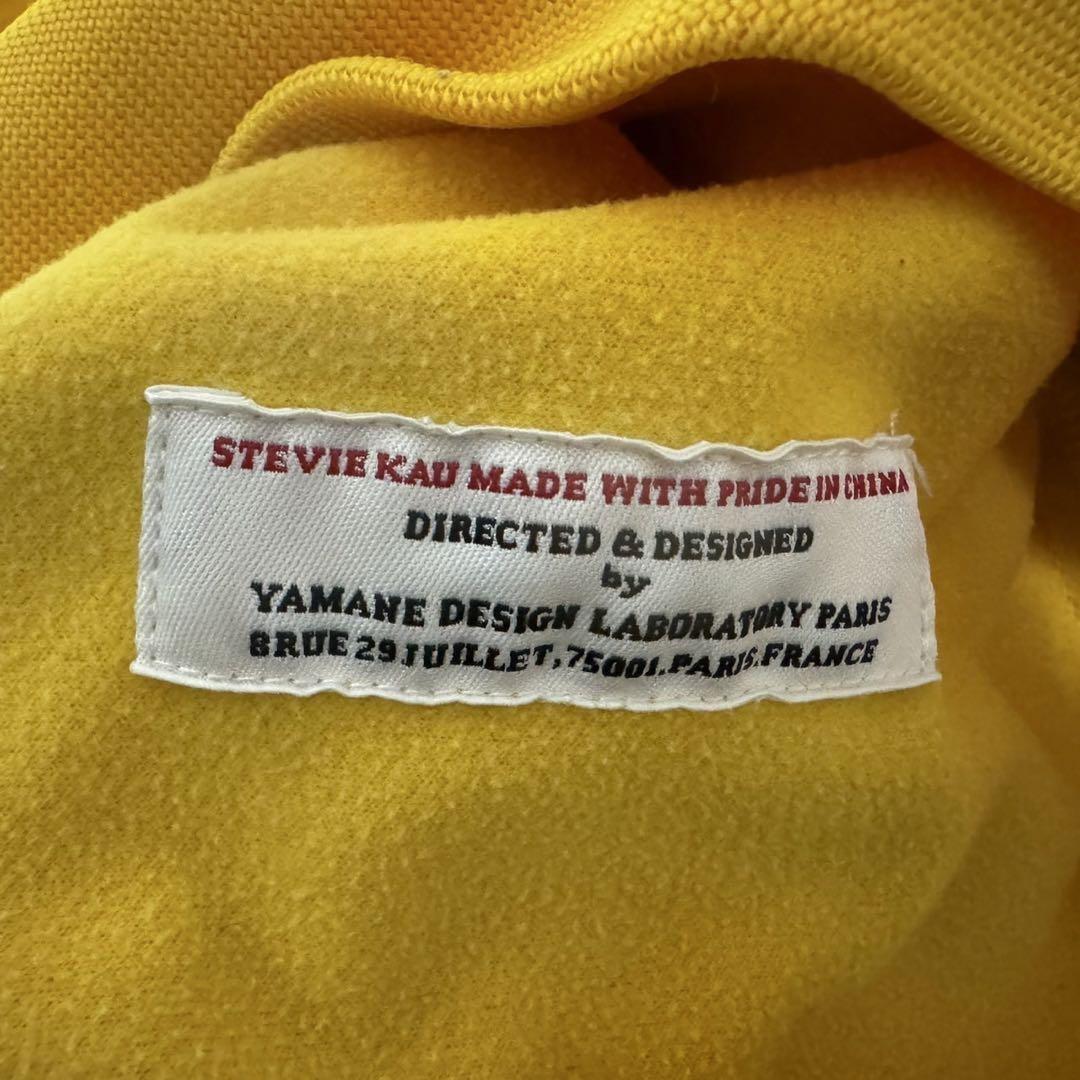 STEVIE KAU MADE WITH PRIDE IN CHINA
DIRECTED & DESIGNED
by
YAMANE DESIGN LABORATORY PARIS
8RUE 29 JUILLET, 75001. PARIS. FRANCE